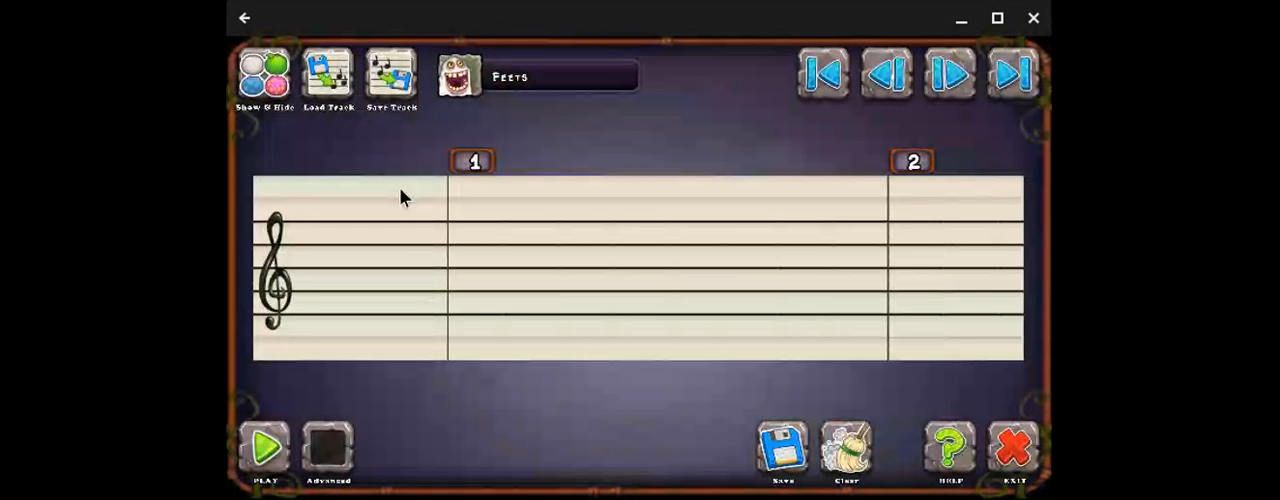 Feets
Show & Hide Load Track Save Track
1 2
PLAY Advanced Save Clear HELP EXIT